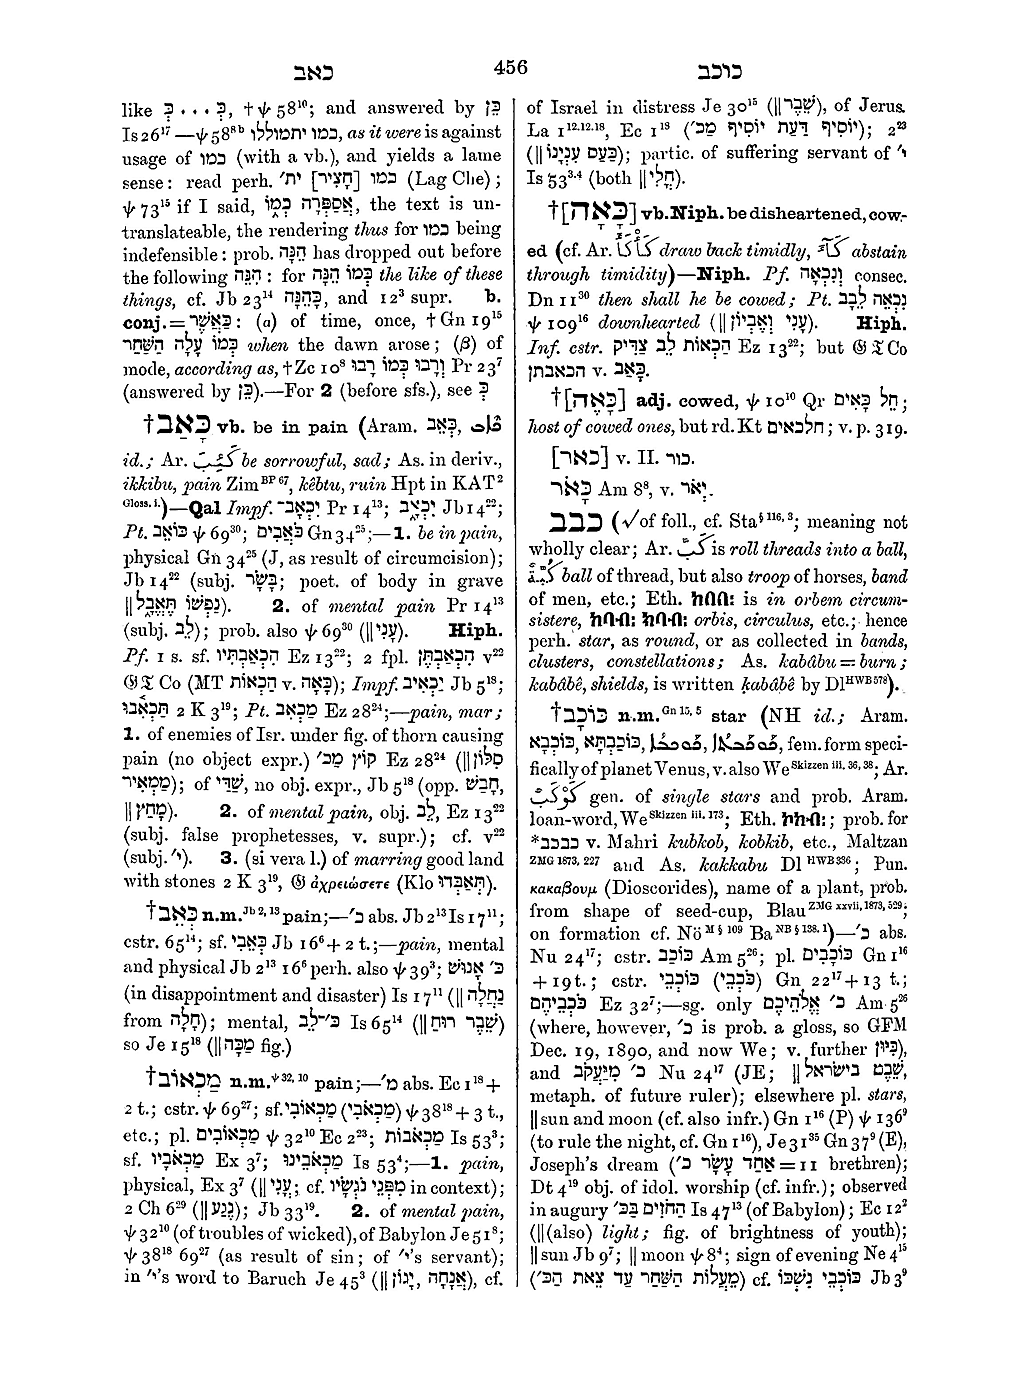 כאב
456
כוכב
like כְּ . . . כְּ, † ψ 58¹⁰; and answered by כֵּן
Is 26¹⁷ —ψ 58⁸ᵇ כמו יתמוללו, as it were is against
usage of כמו (with a vb.), and yields a lame
sense: read perh. כמו [חָצִיר] ית׳ (Lag Che);
ψ 73¹⁵ if I said, אֲסַפְּרָה כְּמוֹ, the text is un-
translateable, the rendering thus for כמו being
indefensible: prob. הֵנָּה has dropped out before
the following הִנֵּה: for כְּמוֹ הֵנָּה the like of these
things, cf. Jb 23¹⁴ כָּהֵנָּה, and 12³ supr. b.
conj.=כַּאֲשֶׁר: (a) of time, once, † Gn 19¹⁵
כְּמוֹ עָלָה הַשַּׁחַר when the dawn arose; (β) of
mode, according as, † Zc 10⁸ וְרָבוּ כְּמוֹ רָבוּ Pr 23⁷
(answered by כֵּן).—For 2 (before sfs.), see כְּ
†כָּאַב vb. be in pain (Aram. כְּאֵב,
id.; Ar. be sorrowful, sad; As. in deriv.,
ikkibu, pain Zim BP 67, kêbtu, ruin Hpt in KAT²
Gloss. i.)—Qal Impf. יִכְאַב־ Pr 14¹³; יִכְאָ֑ב Jb 14²²;
Pt. כּוֹאֵב ψ 69³⁰; כֹּאֲבִים Gn 34²⁵;—1. be in pain,
physical Gn 34²⁵ (J, as result of circumcision);
Jb 14²² (subj. בָּשָׂר; poet. of body in grave
‖ נַפְשׁוֹ תֶּאֱבָ֑ל). 2. of mental pain Pr 14¹³
(subj. לֵב); prob. also ψ 69³⁰ (‖ עָנִי). Hiph.
Pf. 1 s. sf. הִכְאַבְתִּיו Ez 13²²; 2 fpl. הִכְאַבְתֶּן v²²
𝔊 𝔗 Co (MT הַכְאוֹת v. כָּאָה); Impf. יַכְאִיב Jb 5¹⁸;
תַּכְאִ֫בוּ 2 K 3¹⁹; Pt. מַכְאִב Ez 28²⁴;—pain, mar;
1. of enemies of Isr. under fig. of thorn causing
pain (no object expr.) קוֹץ מַכ׳ Ez 28²⁴ (‖ סִלּוֹן
מַמְאִיר); of שַׁדַּי, no obj. expr., Jb 5¹⁸ (opp. חָבַשׁ,
‖ מָחַץ). 2. of mental pain, obj. לֵב, Ez 13²²
(subj. false prophetesses, v. supr.); cf. v²²
(subj. י׳). 3. (si vera l.) of marring good land
with stones 2 K 3¹⁹, 𝔊 ἀχρειώσετε (Klo תְּאַבְּדוּ).
†כְּאֵב n.m. Jb 2, 13 pain;—כ׳ abs. Jb 2¹³ Is 17¹¹;
cstr. 65¹⁴; sf. כְּאֵבִי Jb 16⁶ + 2 t.;—pain, mental
and physical Jb 2¹³ 16⁶ perh. also ψ 39³; כ׳ אָנוּשׁ
(in disappointment and disaster) Is 17¹¹ (‖ נַחֲלָה
from חָלָה); mental, כ׳־לֵב Is 65¹⁴ (‖ שֵׁבֶר רוּחַ)
so Je 15¹⁸ (‖ מַכָּה fig.)
†מַכְאוֹב n.m. ψ 32, 10 pain;—מ׳ abs. Ec 1¹⁸ +
2 t.; cstr. ψ 69²⁷; sf. מַכְאוֹבִי (מַכְאֹבִי) ψ 38¹⁸ + 3 t.,
etc.; pl. מַכְאוֹבִים ψ 32¹⁰ Ec 2²³; מַכְאֹבוֹת Is 53³;
sf. מַכְאֹבָיו Ex 3⁷; מַכְאֹבֵינוּ Is 53⁴;—1. pain,
physical, Ex 3⁷ (‖ עֳנִי; cf. מִפְּנֵי נֹגְשָׂיו in context);
2 Ch 6²⁹ (‖ נֶגַע); Jb 33¹⁹. 2. of mental pain,
ψ 32¹⁰ (of troubles of wicked), of Babylon Je 51⁸;
ψ 38¹⁸ 69²⁷ (as result of sin; of י׳'s servant);
in י׳'s word to Baruch Je 45³ (‖ אֲנָחָה, יָגוֹן), cf.
of Israel in distress Je 30¹⁵ (‖ שֶׁבֶר), of Jerus.
La 1¹²·¹²·¹⁸, Ec 1¹⁸ (יוֹסִיף דַּעַת יוֹסִיף מַכ׳); 2²³
(‖ כַּעַס עִנְיָנוֹ); partic. of suffering servant of י׳
Is 53³·⁴ (both ‖ חֳלִי).
†[כָּאָה] vb. Niph. be disheartened, cow-
ed (cf. Ar. draw back timidly, abstain
through timidity)—Niph. Pf. וְנִכְאָה consec.
Dn 11³⁰ then shall he be cowed; Pt. נִכְאֵה לֵבָב
ψ 109¹⁶ downhearted (‖ עָנִי וְאֶבְיוֹן). Hiph.
Inf. cstr. הַכְאוֹת לֵב צַדִּיק Ez 13²²; but 𝔊 𝔗 Co
הכאבתן v. כָּאַב.
†[כָּאֶה] adj. cowed, ψ 10¹⁰ Qr חֵל כָּאִים;
host of cowed ones, but rd. Kt חלכאים; v. p. 319.
[כאר] v. II. כור.
כָּאֹר Am 8⁸, v. יְאֹר.
כבב (√ of foll., cf. Sta § 116, 3; meaning not
wholly clear; Ar. is roll threads into a ball,
ball of thread, but also troop of horses, band
of men, etc.; Eth. ከበበ: is in orbem circum-
sistere, orbis, circulus, etc.; hence
perh. star, as round, or as collected in bands,
clusters, constellations; As. kabâbu = burn;
kabâbê, shields, is written ḳabâbê by Dl HWB 578).
†כּוֹכָב n.m. Gn 15, 5 star (NH id.; Aram.
כּוֹכְבָא, כּוֹכַבְתָּא, fem. form speci-
fically of planet Venus, v. also We Skizzen iii. 36, 38; Ar.
gen. of single stars and prob. Aram.
loan-word, We Skizzen iii. 173; Eth. ; prob. for
*כבכב v. Mahri kubkob, kobkib, etc., Maltzan
ZMG 1873, 227 and As. kakkabu Dl HWB 336; Pun.
κακκαβουμ (Dioscorides), name of a plant, prob.
from shape of seed-cup, Blau ZMG xxvii, 1873, 529;
on formation cf. Nö M § 109 Ba NB § 138. 1)—כ׳ abs.
Nu 24¹⁷; cstr. כּוֹכַב Am 5²⁶; pl. כּוֹכָבִים Gn 1¹⁶
+ 19 t.; cstr. כּוֹכְבֵי (כֹּכְבֵי) Gn 22¹⁷ + 13 t.;
כֹּכְבֵיהֶם Ez 32⁷;—sg. only כ׳ אֱלֹהֵיכֶם Am 5²⁶
(where, however, כ׳ is prob. a gloss, so GFM
Dec. 19, 1890, and now We; v. further כִּיּוּן),
and כ׳ מִיַּעֲקֹב Nu 24¹⁷ (JE; ‖ שֵׁבֶט בישראל,
metaph. of future ruler); elsewhere pl. stars,
‖ sun and moon (cf. also infr.) Gn 1¹⁶ (P) ψ 136⁹
(to rule the night, cf. Gn 1¹⁶), Je 31³⁵ Gn 37⁹ (E),
Joseph's dream (אַחַד עָשָׂר כ׳ = 11 brethren);
Dt 4¹⁹ obj. of idol. worship (cf. infr.); observed
in augury הַחֹזִים בַּכּ׳ Is 47¹³ (of Babylon); Ec 12²
(‖ (also) light; fig. of brightness of youth);
‖ sun Jb 9⁷; ‖ moon ψ 8⁴; sign of evening Ne 4¹⁵
(מֵעֲלוֹת הַשַּׁחַר עַד צֵאת הַכּ׳) cf. כּוֹכְבֵי נִשְׁפּוֹ Jb 3⁹